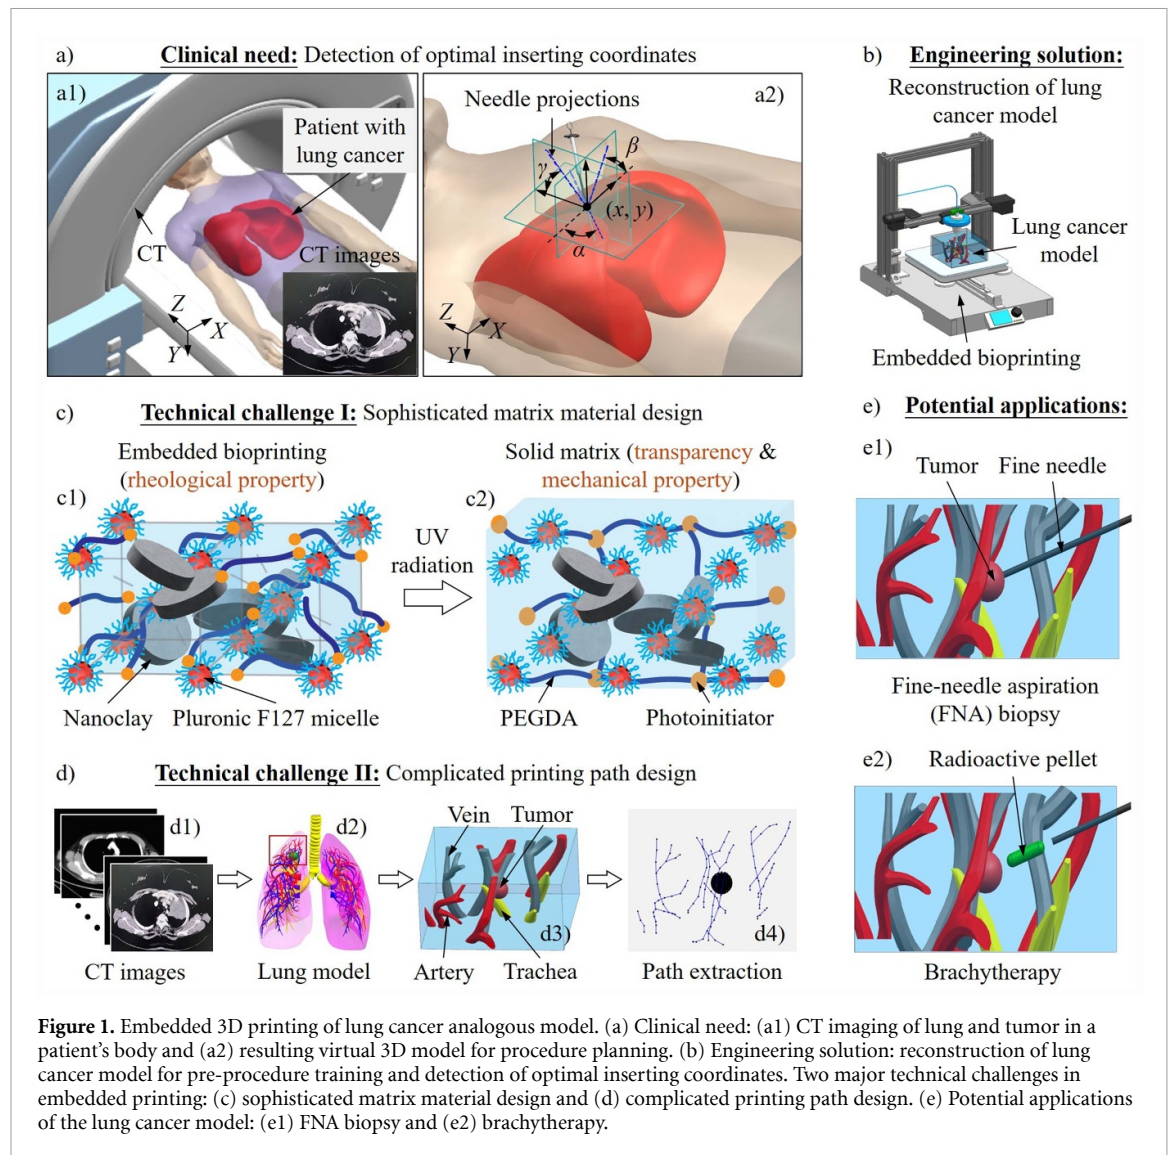 a) Clinical need: Detection of optimal inserting coordinates
a1)
Patient with
lung cancer
CT
CT images
Z
X
Y
Needle projections
a2)
β
γ
(x, y)
α
Z
X
Y
b) Engineering solution:
Reconstruction of lung
cancer model
Lung cancer
model
Embedded bioprinting
c) Technical challenge I: Sophisticated matrix material design
Embedded bioprinting
(rheological property)
c1)
UV
radiation
Solid matrix (transparency &
mechanical property)
c2)
Nanoclay
Pluronic F127 micelle
PEGDA
Photoinitiator
d) Technical challenge II: Complicated printing path design
d1)
CT images
d2)
Lung model
Vein
Tumor
d3)
Artery
Trachea
d4)
Path extraction
e) Potential applications:
e1)
Tumor
Fine needle
Fine-needle aspiration
(FNA) biopsy
e2)
Radioactive pellet
Brachytherapy
Figure 1. Embedded 3D printing of lung cancer analogous model. (a) Clinical need: (a1) CT imaging of lung and tumor in a
patient's body and (a2) resulting virtual 3D model for procedure planning. (b) Engineering solution: reconstruction of lung
cancer model for pre-procedure training and detection of optimal inserting coordinates. Two major technical challenges in
embedded printing: (c) sophisticated matrix material design and (d) complicated printing path design. (e) Potential applications
of the lung cancer model: (e1) FNA biopsy and (e2) brachytherapy.